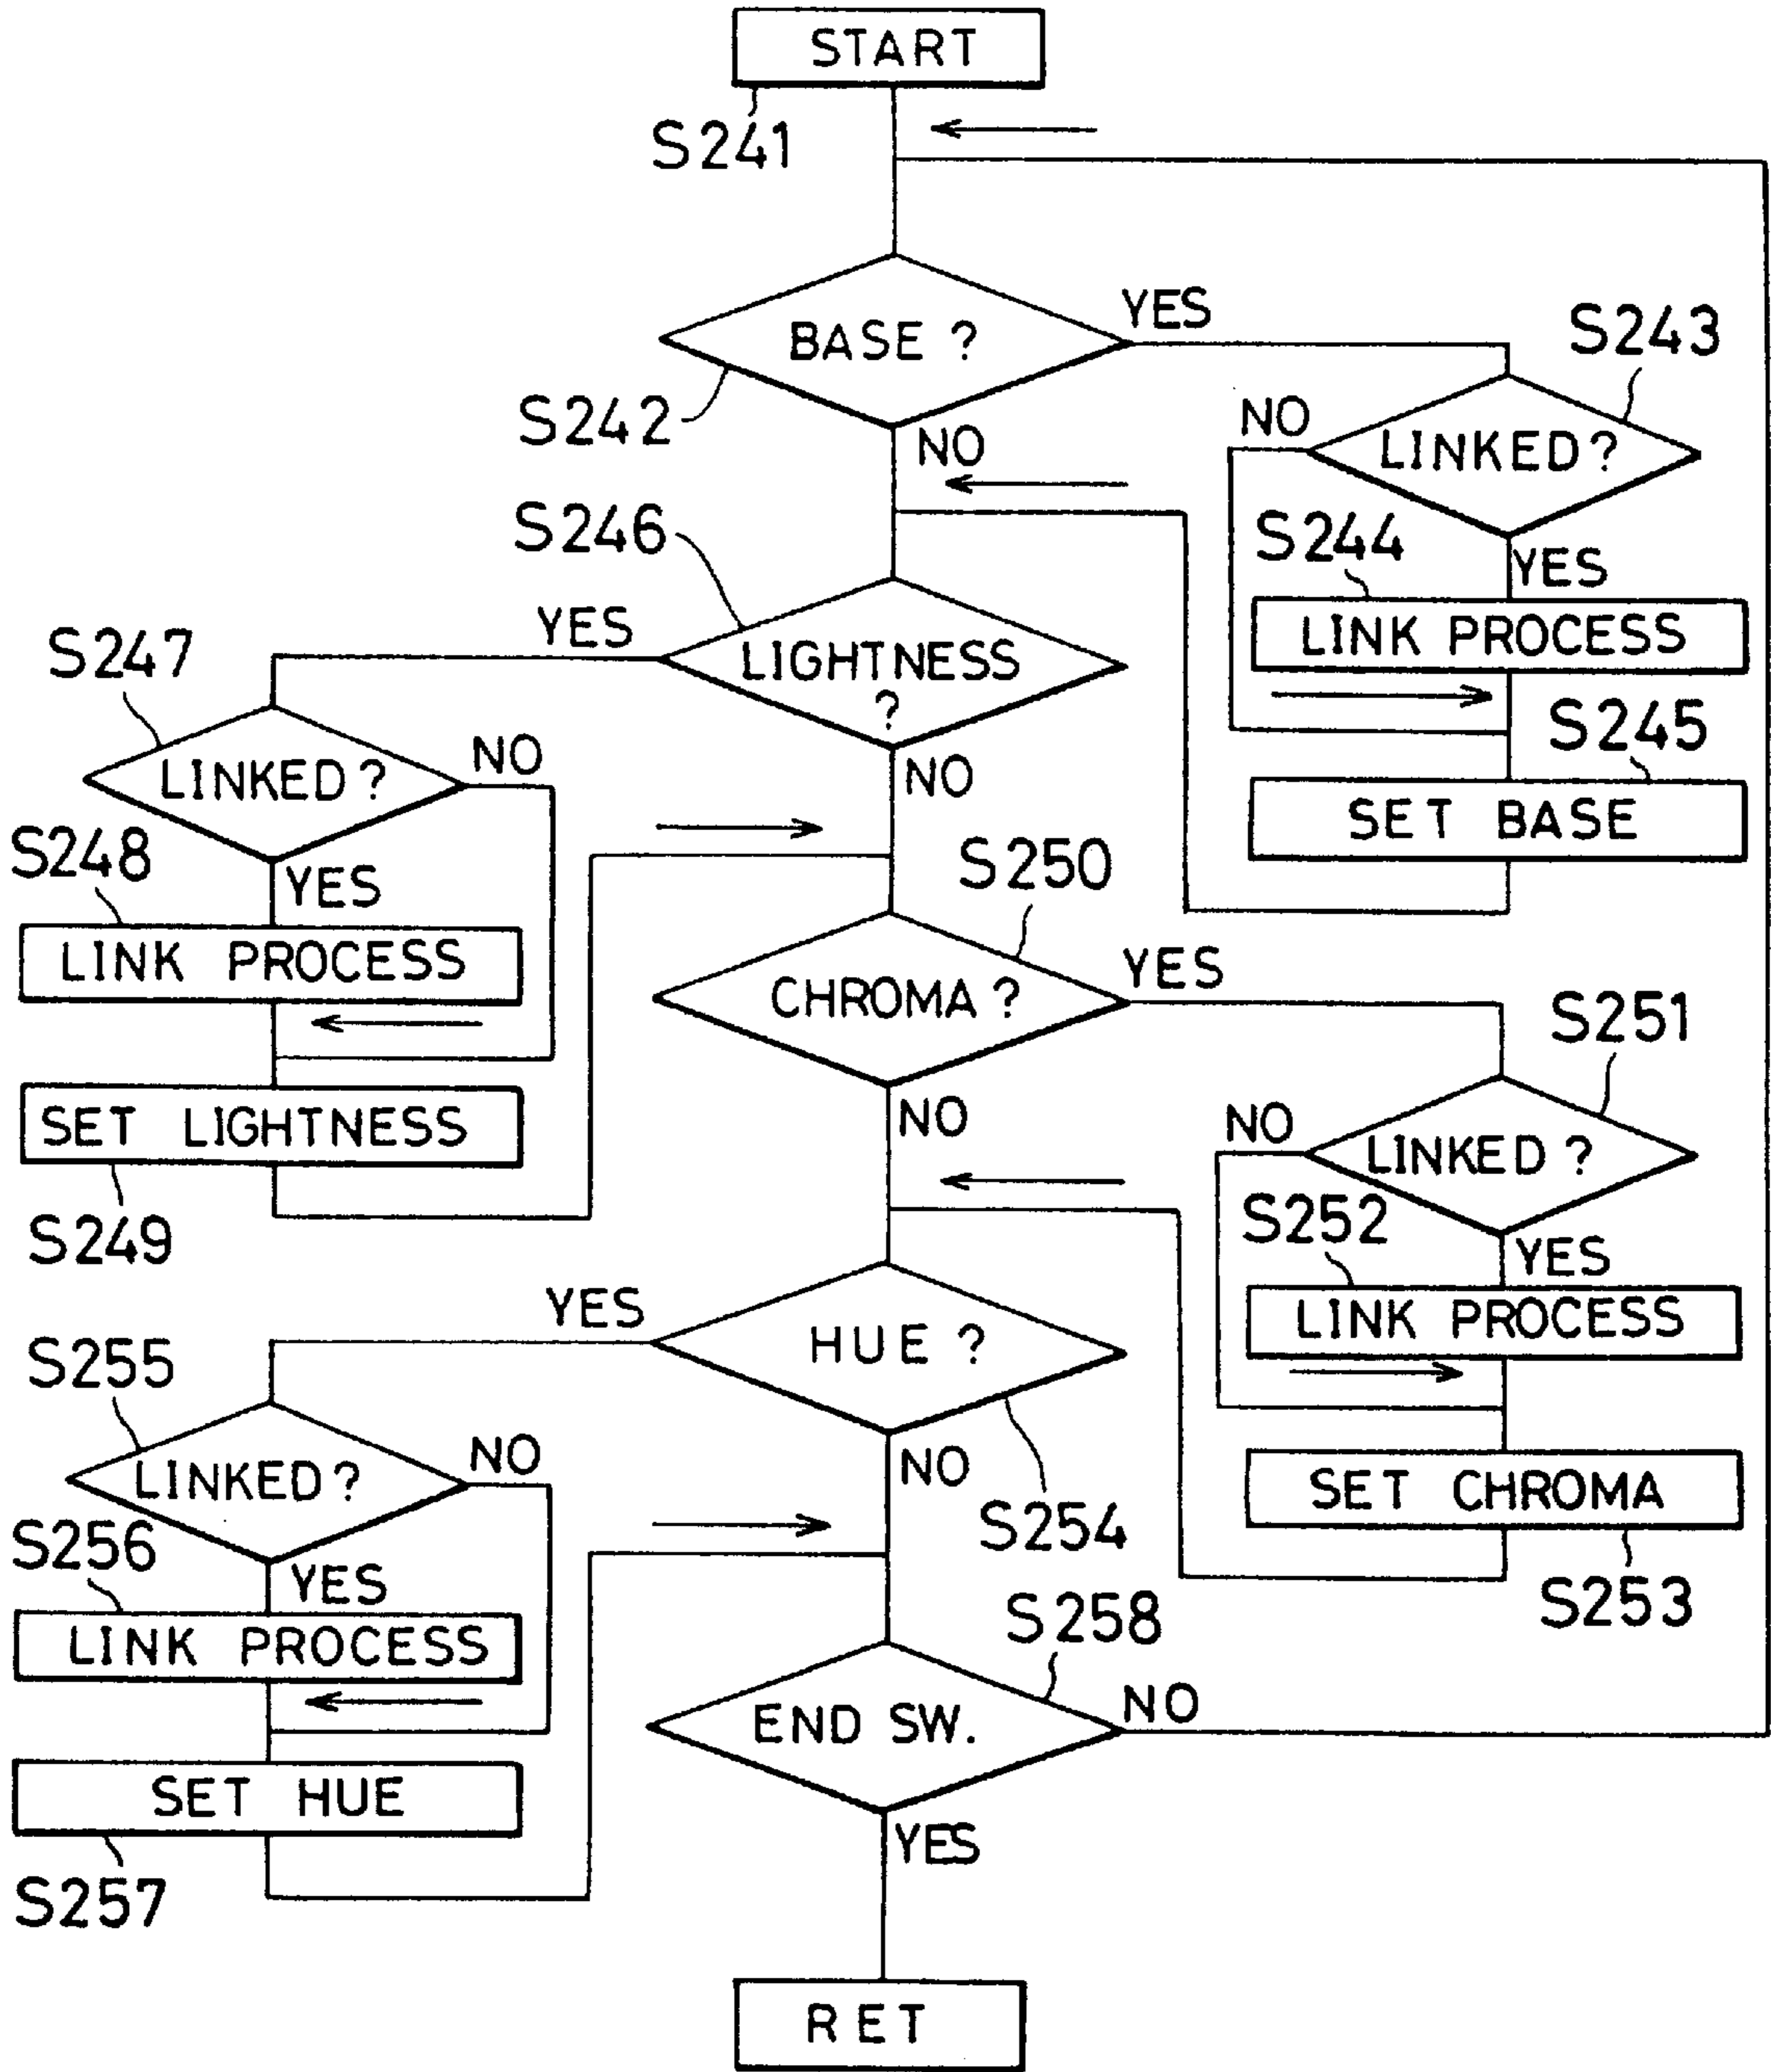 START
S241
BASE ?
YES
S242
NO
S243
LINKED ?
NO
YES
S244
LINK PROCESS
S245
SET BASE
S246
LIGHTNESS
?
YES
NO
S247
LINKED ?
NO
YES
S248
LINK PROCESS
SET LIGHTNESS
S249
S250
CHROMA ?
YES
NO
S251
LINKED ?
NO
YES
S252
LINK PROCESS
SET CHROMA
S253
HUE ?
YES
NO
S254
S255
LINKED ?
NO
YES
S256
LINK PROCESS
SET HUE
S257
S258
END SW.
NO
YES
RET